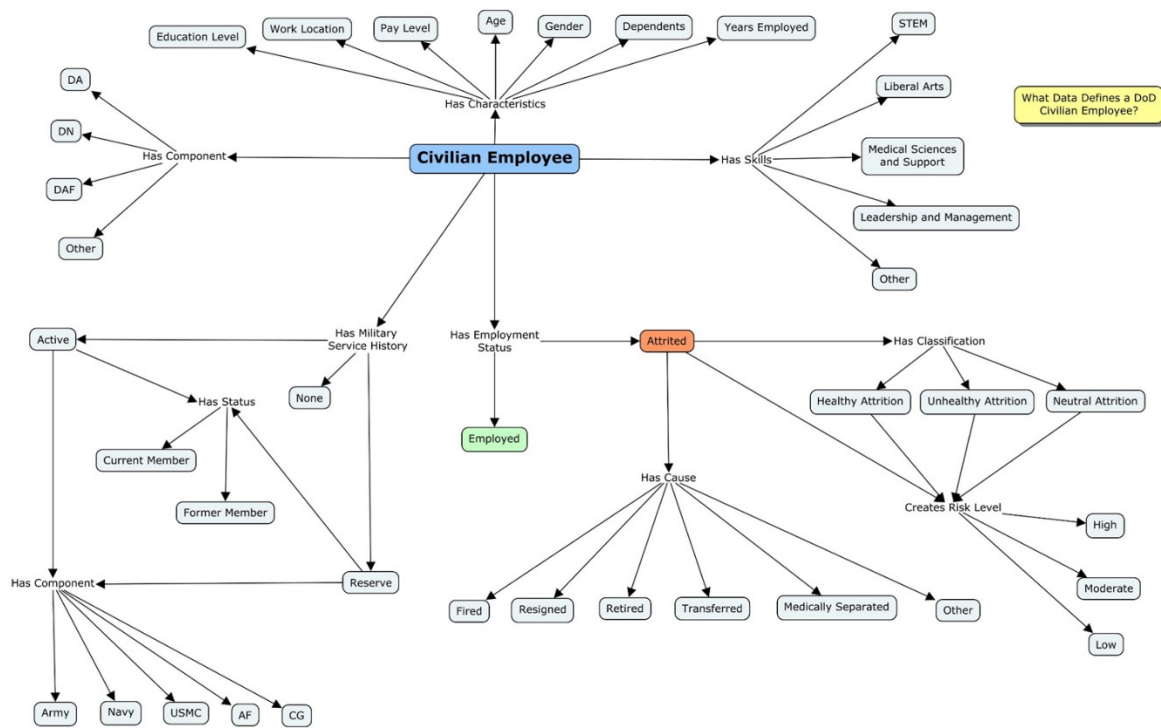 Education Level
Work Location
Pay Level
Age
Gender
Dependents
Years Employed
STEM
Has Characteristics
DA
DN
DAF
Other
Has Component
Civilian Employee
Has Skills
Liberal Arts
Medical Sciences
and Support
Leadership and Management
Other
What Data Defines a DoD
Civilian Employee?
Active
Has Military
Service History
None
Has Status
Current Member
Former Member
Has Component
Reserve
Army
Navy
USMC
AF
CG
Has Employment
Status
Employed
Attrited
Has Classification
Healthy Attrition
Unhealthy Attrition
Neutral Attrition
Has Cause
Fired
Resigned
Retired
Transferred
Medically Separated
Other
Creates Risk Level
High
Moderate
Low